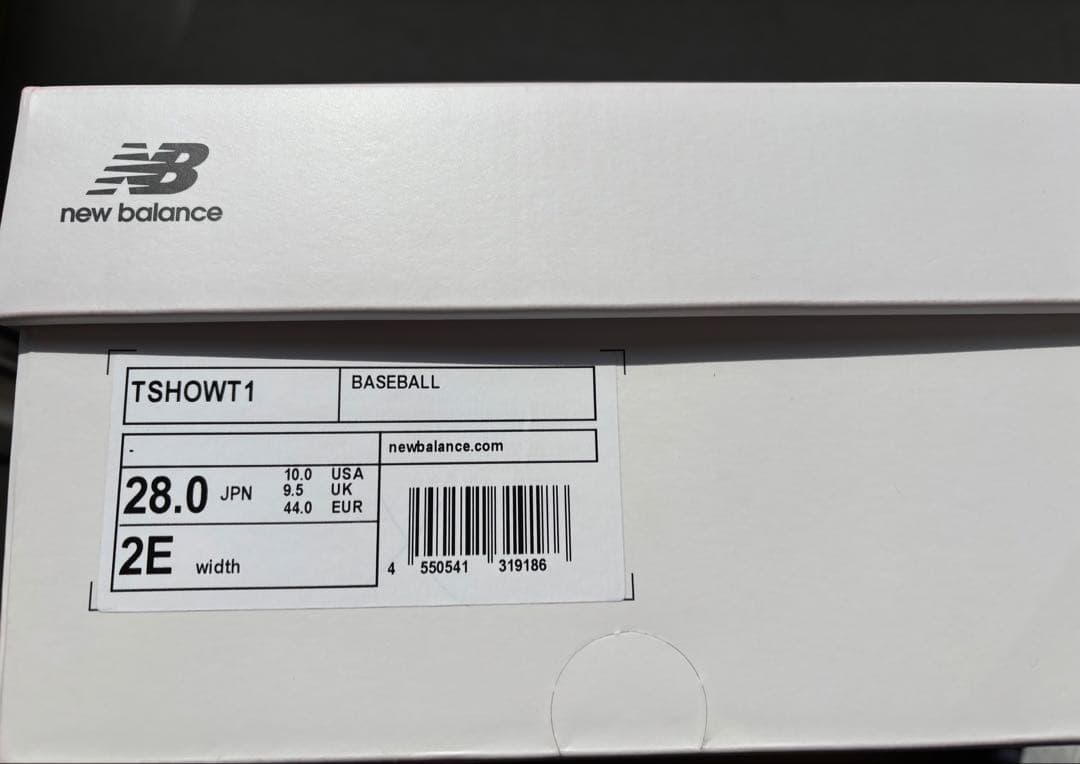 NB
new balance
TSHOWT1
BASEBALL
-
newbalance.com
28.0 JPN
10.0 USA
9.5 UK
44.0 EUR
2E width
4 550541 319186